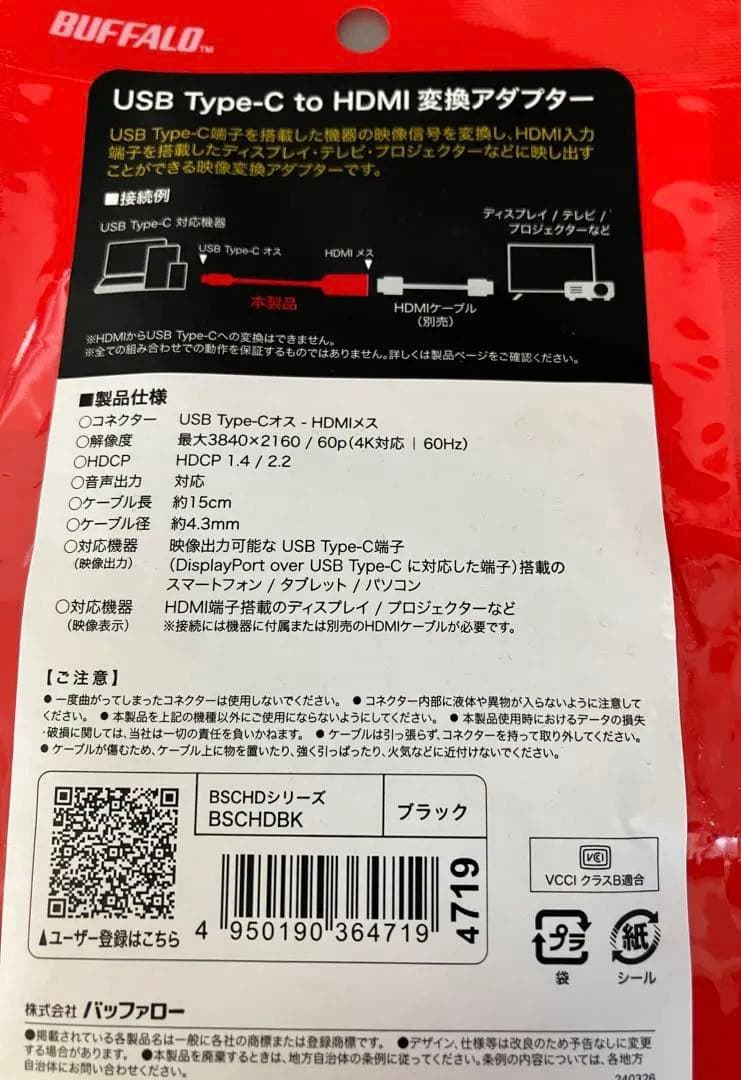 BUFFALO™
USB Type-C to HDMI 変換アダプター
USB Type-C端子を搭載した機器の映像信号を変換し、HDMI入力
端子を搭載したディスプレイ・テレビ・プロジェクターなどに映し出す
ことができる映像変換アダプターです。
■接続例
USB Type-C 対応機器
ディスプレイ / テレビ /
プロジェクターなど
USB Type-C オス
HDMI メス
本製品
HDMIケーブル
(別売)
※HDMIからUSB Type-Cへの変換はできません。
※全ての組み合わせでの動作を保証するものではありません。詳しくは製品ページをご確認ください。
■製品仕様
○コネクター USB Type-Cオス - HDMIメス
○解像度 最大3840×2160 / 60p(4K対応 | 60Hz)
○HDCP HDCP 1.4 / 2.2
○音声出力 対応
○ケーブル長 約15cm
○ケーブル径 約4.3mm
○対応機器 映像出力可能な USB Type-C端子
(映像出力) (DisplayPort over USB Type-C に対応した端子)搭載の
スマートフォン / タブレット / パソコン
○対応機器 HDMI端子搭載のディスプレイ / プロジェクターなど
(映像表示) ※接続には機器に付属または別売のHDMIケーブルが必要です。
【ご注意】
●一度曲がってしまったコネクターは使用しないでください。 ●コネクター内部に液体や異物が入らないように注意して
ください。 ●本製品を上記の機種以外にご使用にならないようにしてください。 ●本製品使用時におけるデータの損失
・破損に関しては、当社は一切の責任を負いかねます。 ●ケーブルは引っ張らず、コネクターを持って取り外してください。
●ケーブルが傷むため、ケーブル上に物を置いたり、強く引っぱったり、火気などに近付けないでください。
BSCHDシリーズ
BSCHDBK
ブラック
4 950190 364719
4719
▲ユーザー登録はこちら
VCCI
VCCI クラスB適合
プラ
袋
紙
シール
株式会社 バッファロー
●掲載されている各製品名は一般に各社の商標または登録商標です。 ●デザイン、仕様等は改良のため予告なしに変更
する場合があります。 ●本製品を廃棄するときは、地方自治体の条例に従ってください。条例の内容については、各地方
自治体にお問い合わせください。
240326